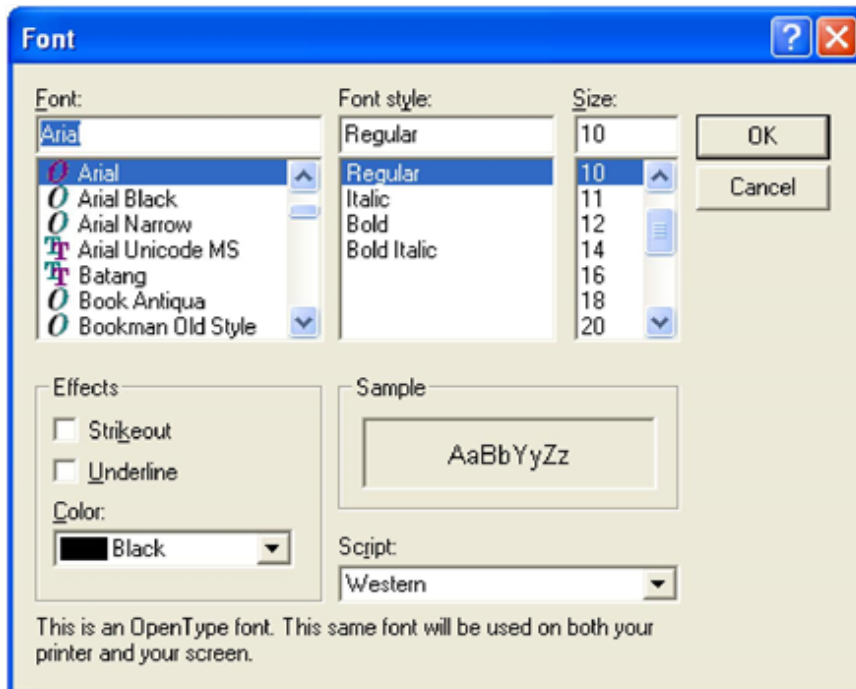 Font
Font:
Arial
Arial
Arial Black
Arial Narrow
Arial Unicode MS
Batang
Book Antiqua
Bookman Old Style
Font style:
Regular
Regular
Italic
Bold
Bold Italic
Size:
10
10
11
12
14
16
18
20
OK
Cancel
Effects
Strikeout
Underline
Color:
Black
Sample
AaBbYyZz
Script:
Western
This is an OpenType font. This same font will be used on both your
printer and your screen.